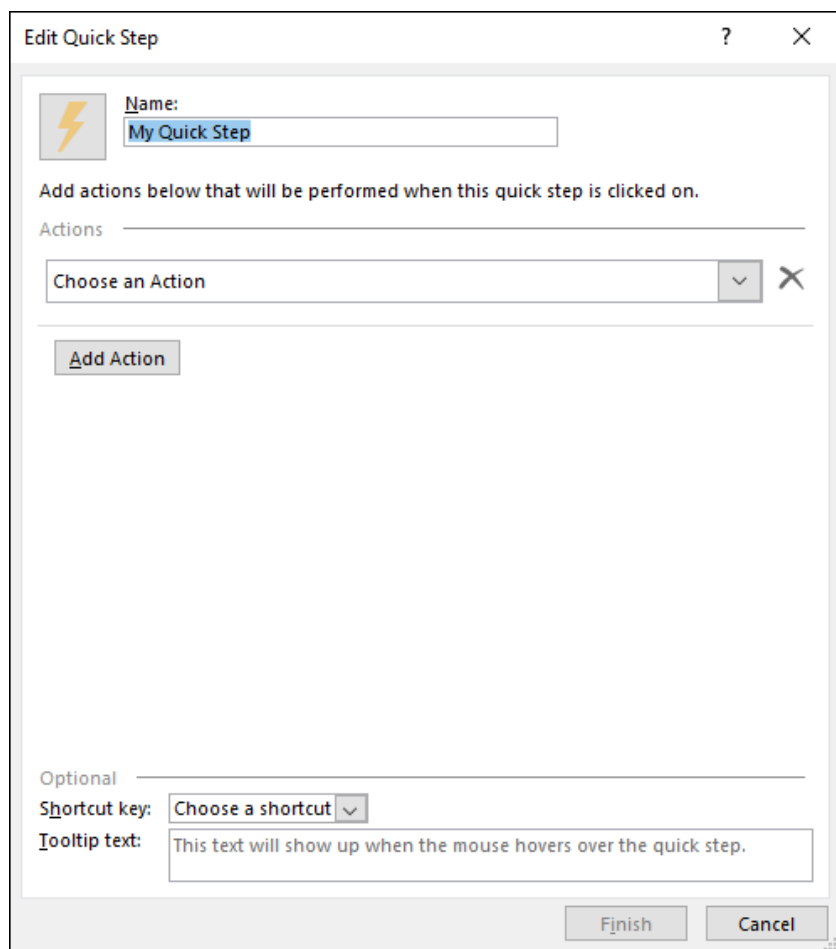 Edit Quick Step
?
Name:
My Quick Step
Add actions below that will be performed when this quick step is clicked on.
Actions
Choose an Action
Add Action
Optional
Shortcut key: Choose a shortcut
Tooltip text: This text will show up when the mouse hovers over the quick step.
Finish Cancel